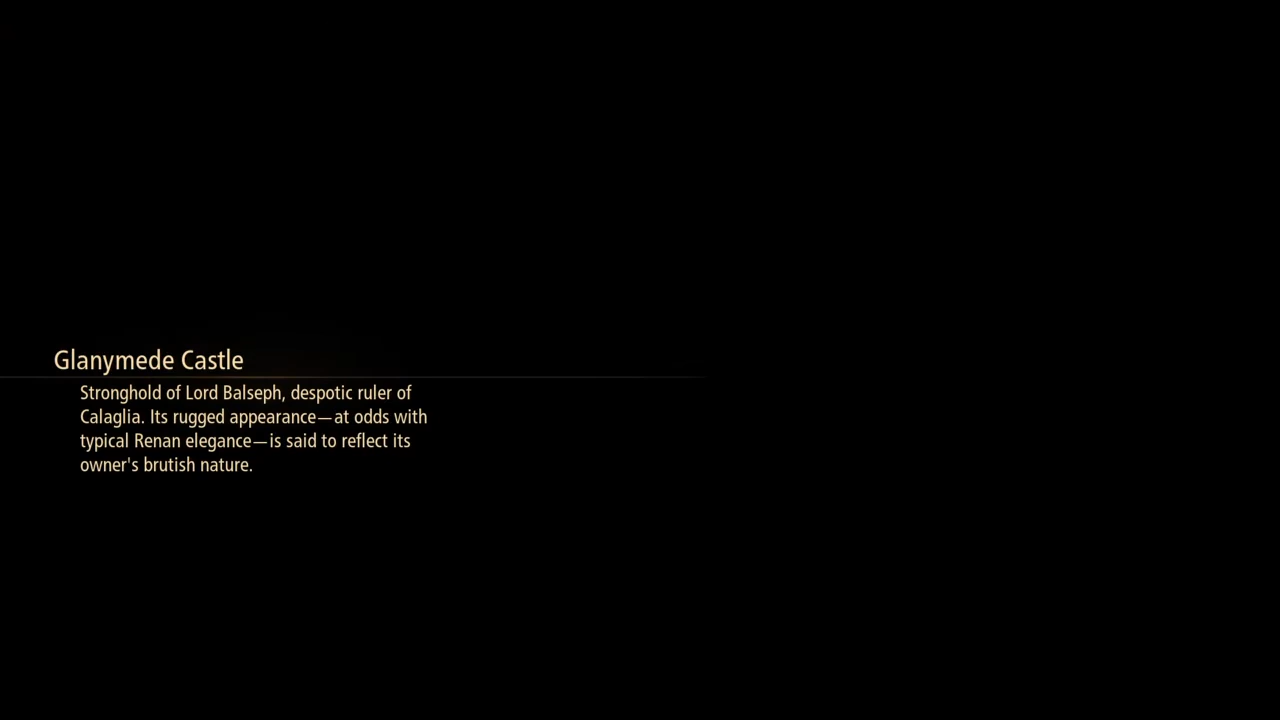 Glanymede Castle
Stronghold of Lord Balseph, despotic ruler of
Calaglia. Its rugged appearance—at odds with
typical Renan elegance—is said to reflect its
owner's brutish nature.